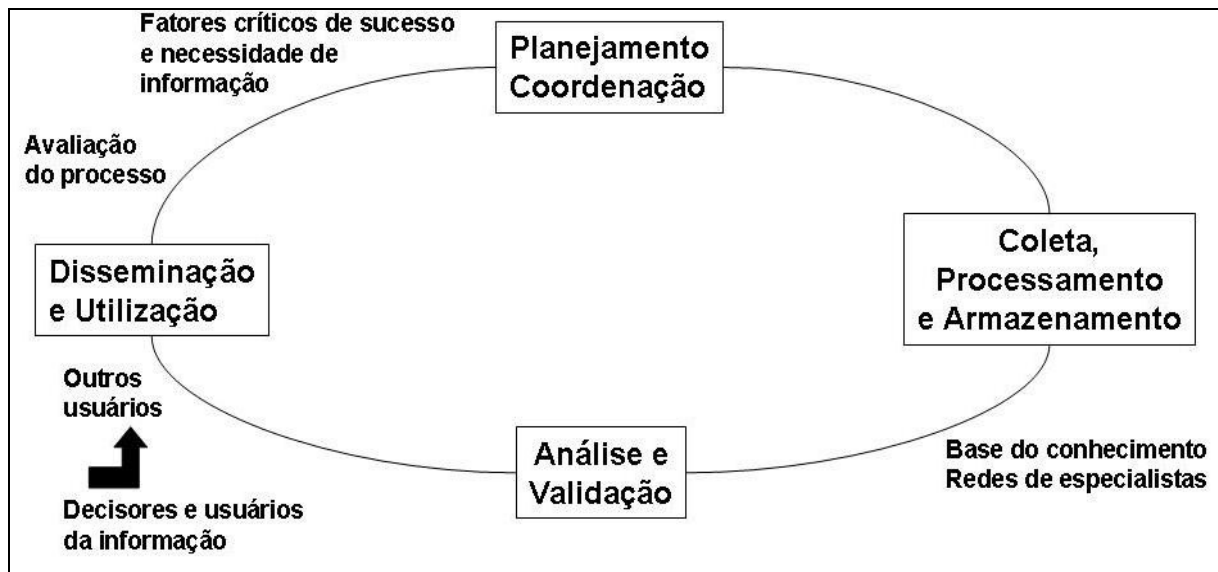 Fatores críticos de sucesso
e necessidade de
informação
Planejamento
Coordenação
Avaliação
do processo
Disseminação
e Utilização
Coleta,
Processamento
e Armazenamento
Outros
usuários
Análise e
Validação
Base do conhecimento
Redes de especialistas
Decisores e usuários
da informação